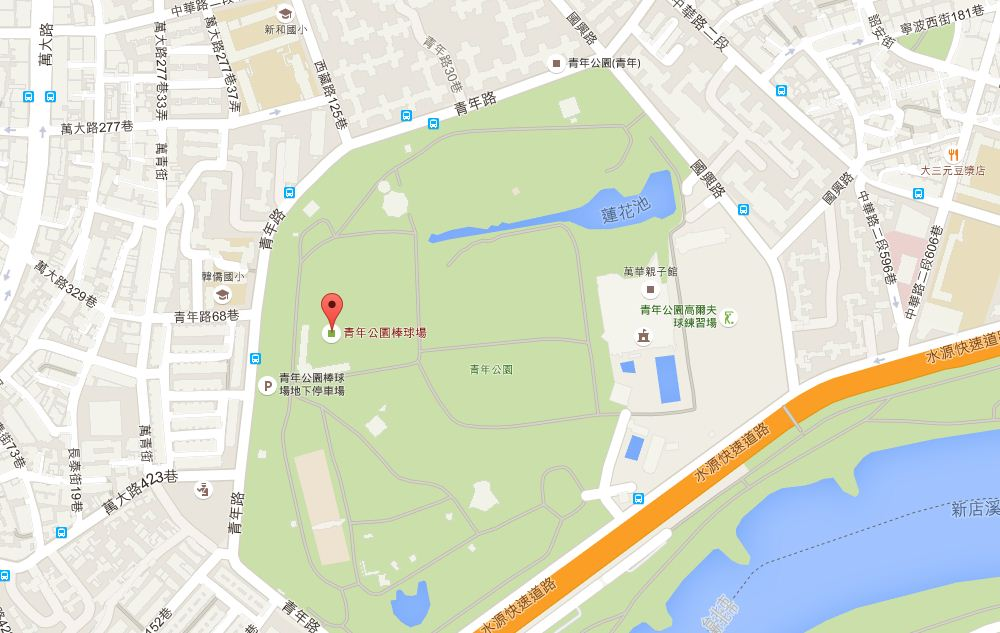 中華路一段
萬大路
新和國小
萬大路277巷33弄
萬大路277巷37弄
青年路30巷
西藏路125巷
國興路
中華路二段
寧波西街181巷
青年公園(青年)
青年路
萬大路277巷
萬青街
大三元豆漿店
國興路
國興路
中華路二段596巷
中華路二段606巷
蓮花池
青年路
萬大路329巷
韓僑國小
萬華親子館
青年路68巷
青年公園高爾夫
球練習場
青年公園棒球場
水源快速道路
青年公園
P
青年公園棒球
場地下停車場
萬青街
長泰街19巷
萬大路423巷
青年路
水源快速道路
新店溪
水源快速道路
青年路
152巷